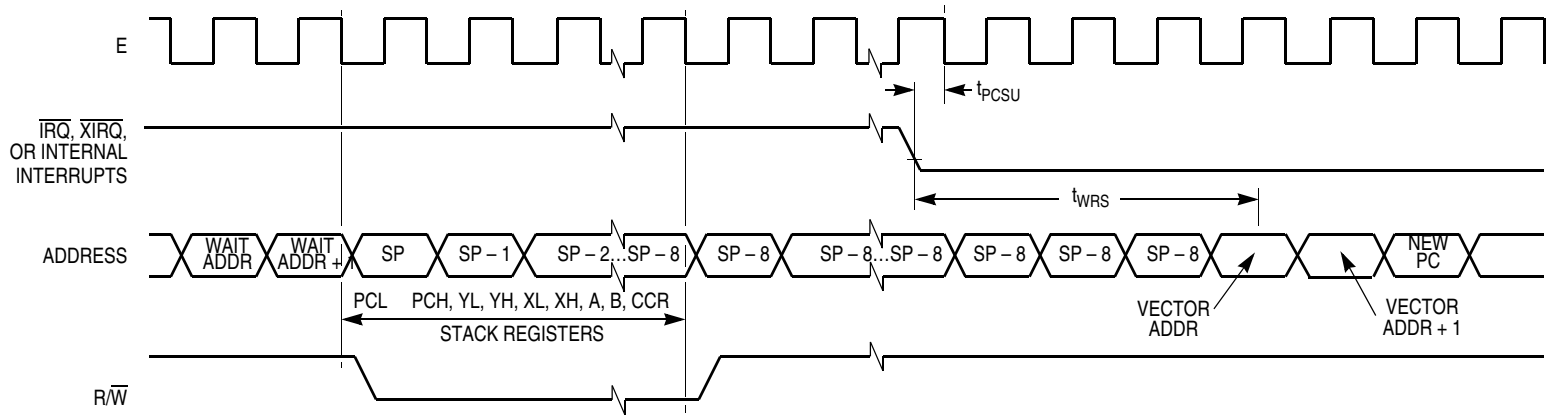 E
tPCSU
IRQ, XIRQ,
OR INTERNAL
INTERRUPTS
tWRS
ADDRESS
WAIT
ADDR
WAIT
ADDR + 1
SP
SP – 1
SP – 2...SP – 8
SP – 8
SP – 8...SP – 8
SP – 8
SP – 8
SP – 8
NEW
PC
PCL
PCH, YL, YH, XL, XH, A, B, CCR
STACK REGISTERS
VECTOR
ADDR
VECTOR
ADDR + 1
R/W